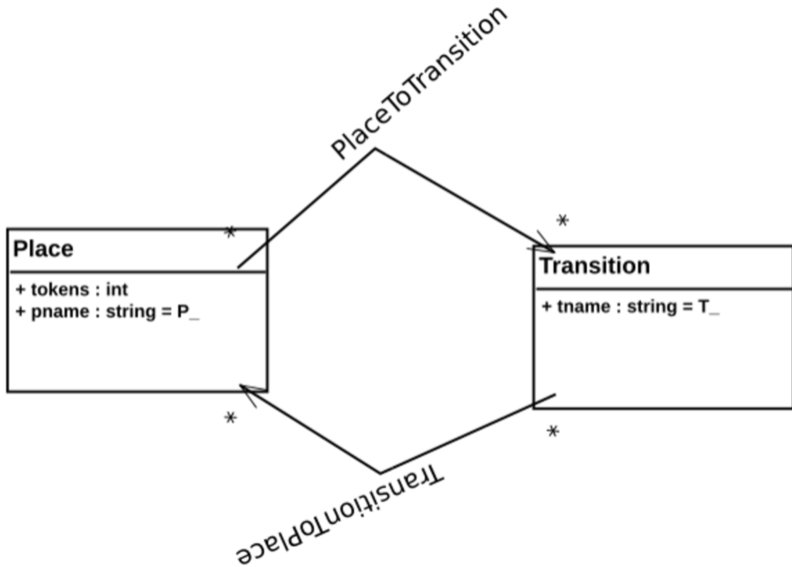 PlaceToTransition
*
*
Place
+ tokens : int
+ pname : string = P_
Transition
+ tname : string = T_
*
*
TransitionToPlace